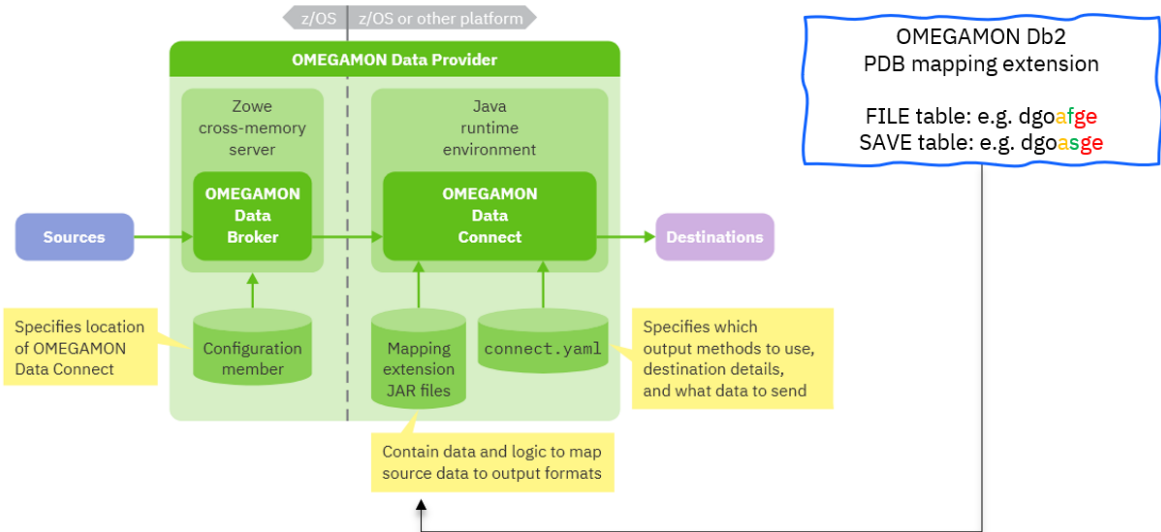 z/OS
z/OS or other platform
OMEGAMON Data Provider
Zowe
cross-memory
server
Java
runtime
environment
OMEGAMON
Data
Broker
OMEGAMON
Data
Connect
Sources
Destinations
Specifies location
of OMEGAMON
Data Connect
Configuration
member
Mapping
extension
JAR files
connect.yaml
Specifies which
output methods to use,
destination details,
and what data to send
Contain data and logic to map
source data to output formats
OMEGAMON Db2
PDB mapping extension
FILE table: e.g. dgoafge
SAVE table: e.g. dgoasge